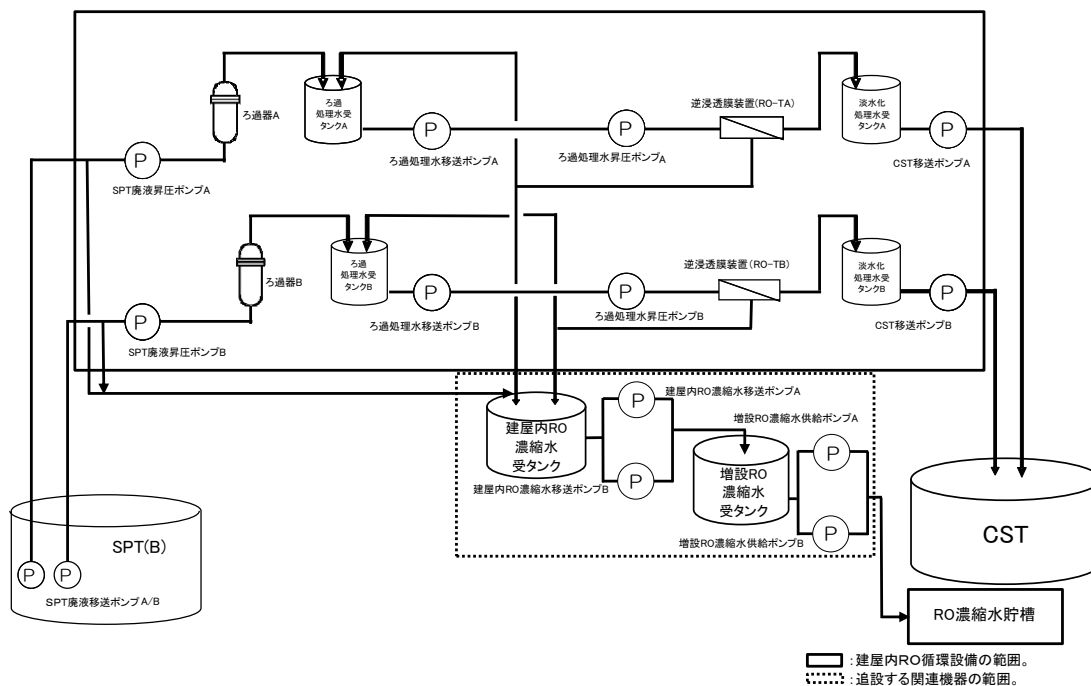 P
ろ過器A
ろ過
処理水受
タンクA
P
P
逆浸透膜装置(RO-TA)
淡水化
処理水受
タンクA
P
SPT廃液昇圧ポンプA
ろ過処理水移送ポンプA
ろ過処理水昇圧ポンプA
CST移送ポンプA
P
ろ過器B
ろ過
処理水受
タンクB
P
P
逆浸透膜装置(RO-TB)
淡水化
処理水受
タンクB
P
SPT廃液昇圧ポンプB
ろ過処理水移送ポンプB
ろ過処理水昇圧ポンプB
CST移送ポンプB
建屋内RO
濃縮水
受タンク
P
建屋内RO濃縮水移送ポンプA
P
建屋内RO濃縮水移送ポンプB
増設RO
濃縮水
受タンク
増設RO濃縮水供給ポンプA
P
P
増設RO濃縮水供給ポンプB
SPT(B)
P
P
SPT廃液移送ポンプA/B
CST
RO濃縮水貯槽
:建屋内RO循環設備の範囲。
:追設する関連機器の範囲。